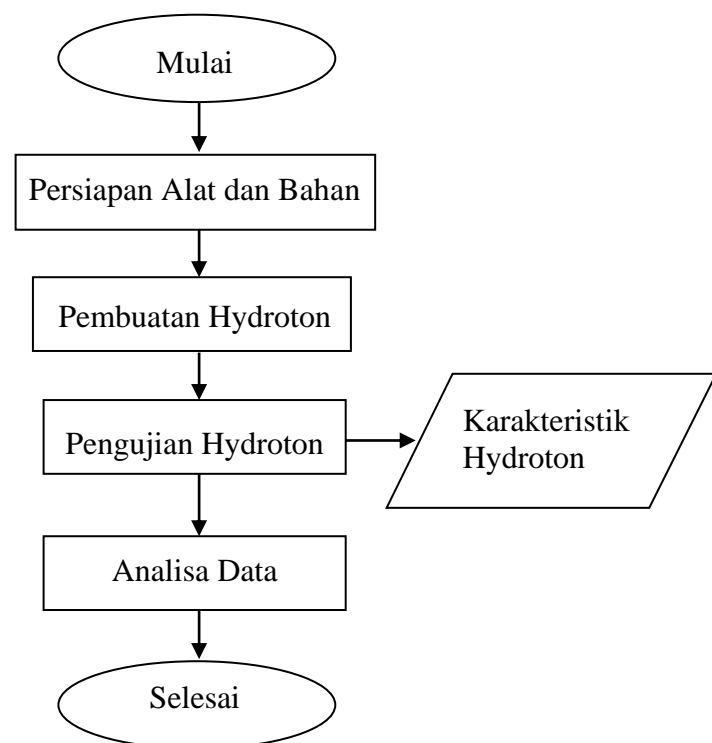 Mulai
Persiapan Alat dan Bahan
Pembuatan Hydroton
Pengujian Hydroton
Karakteristik
Hydroton
Analisa Data
Selesai